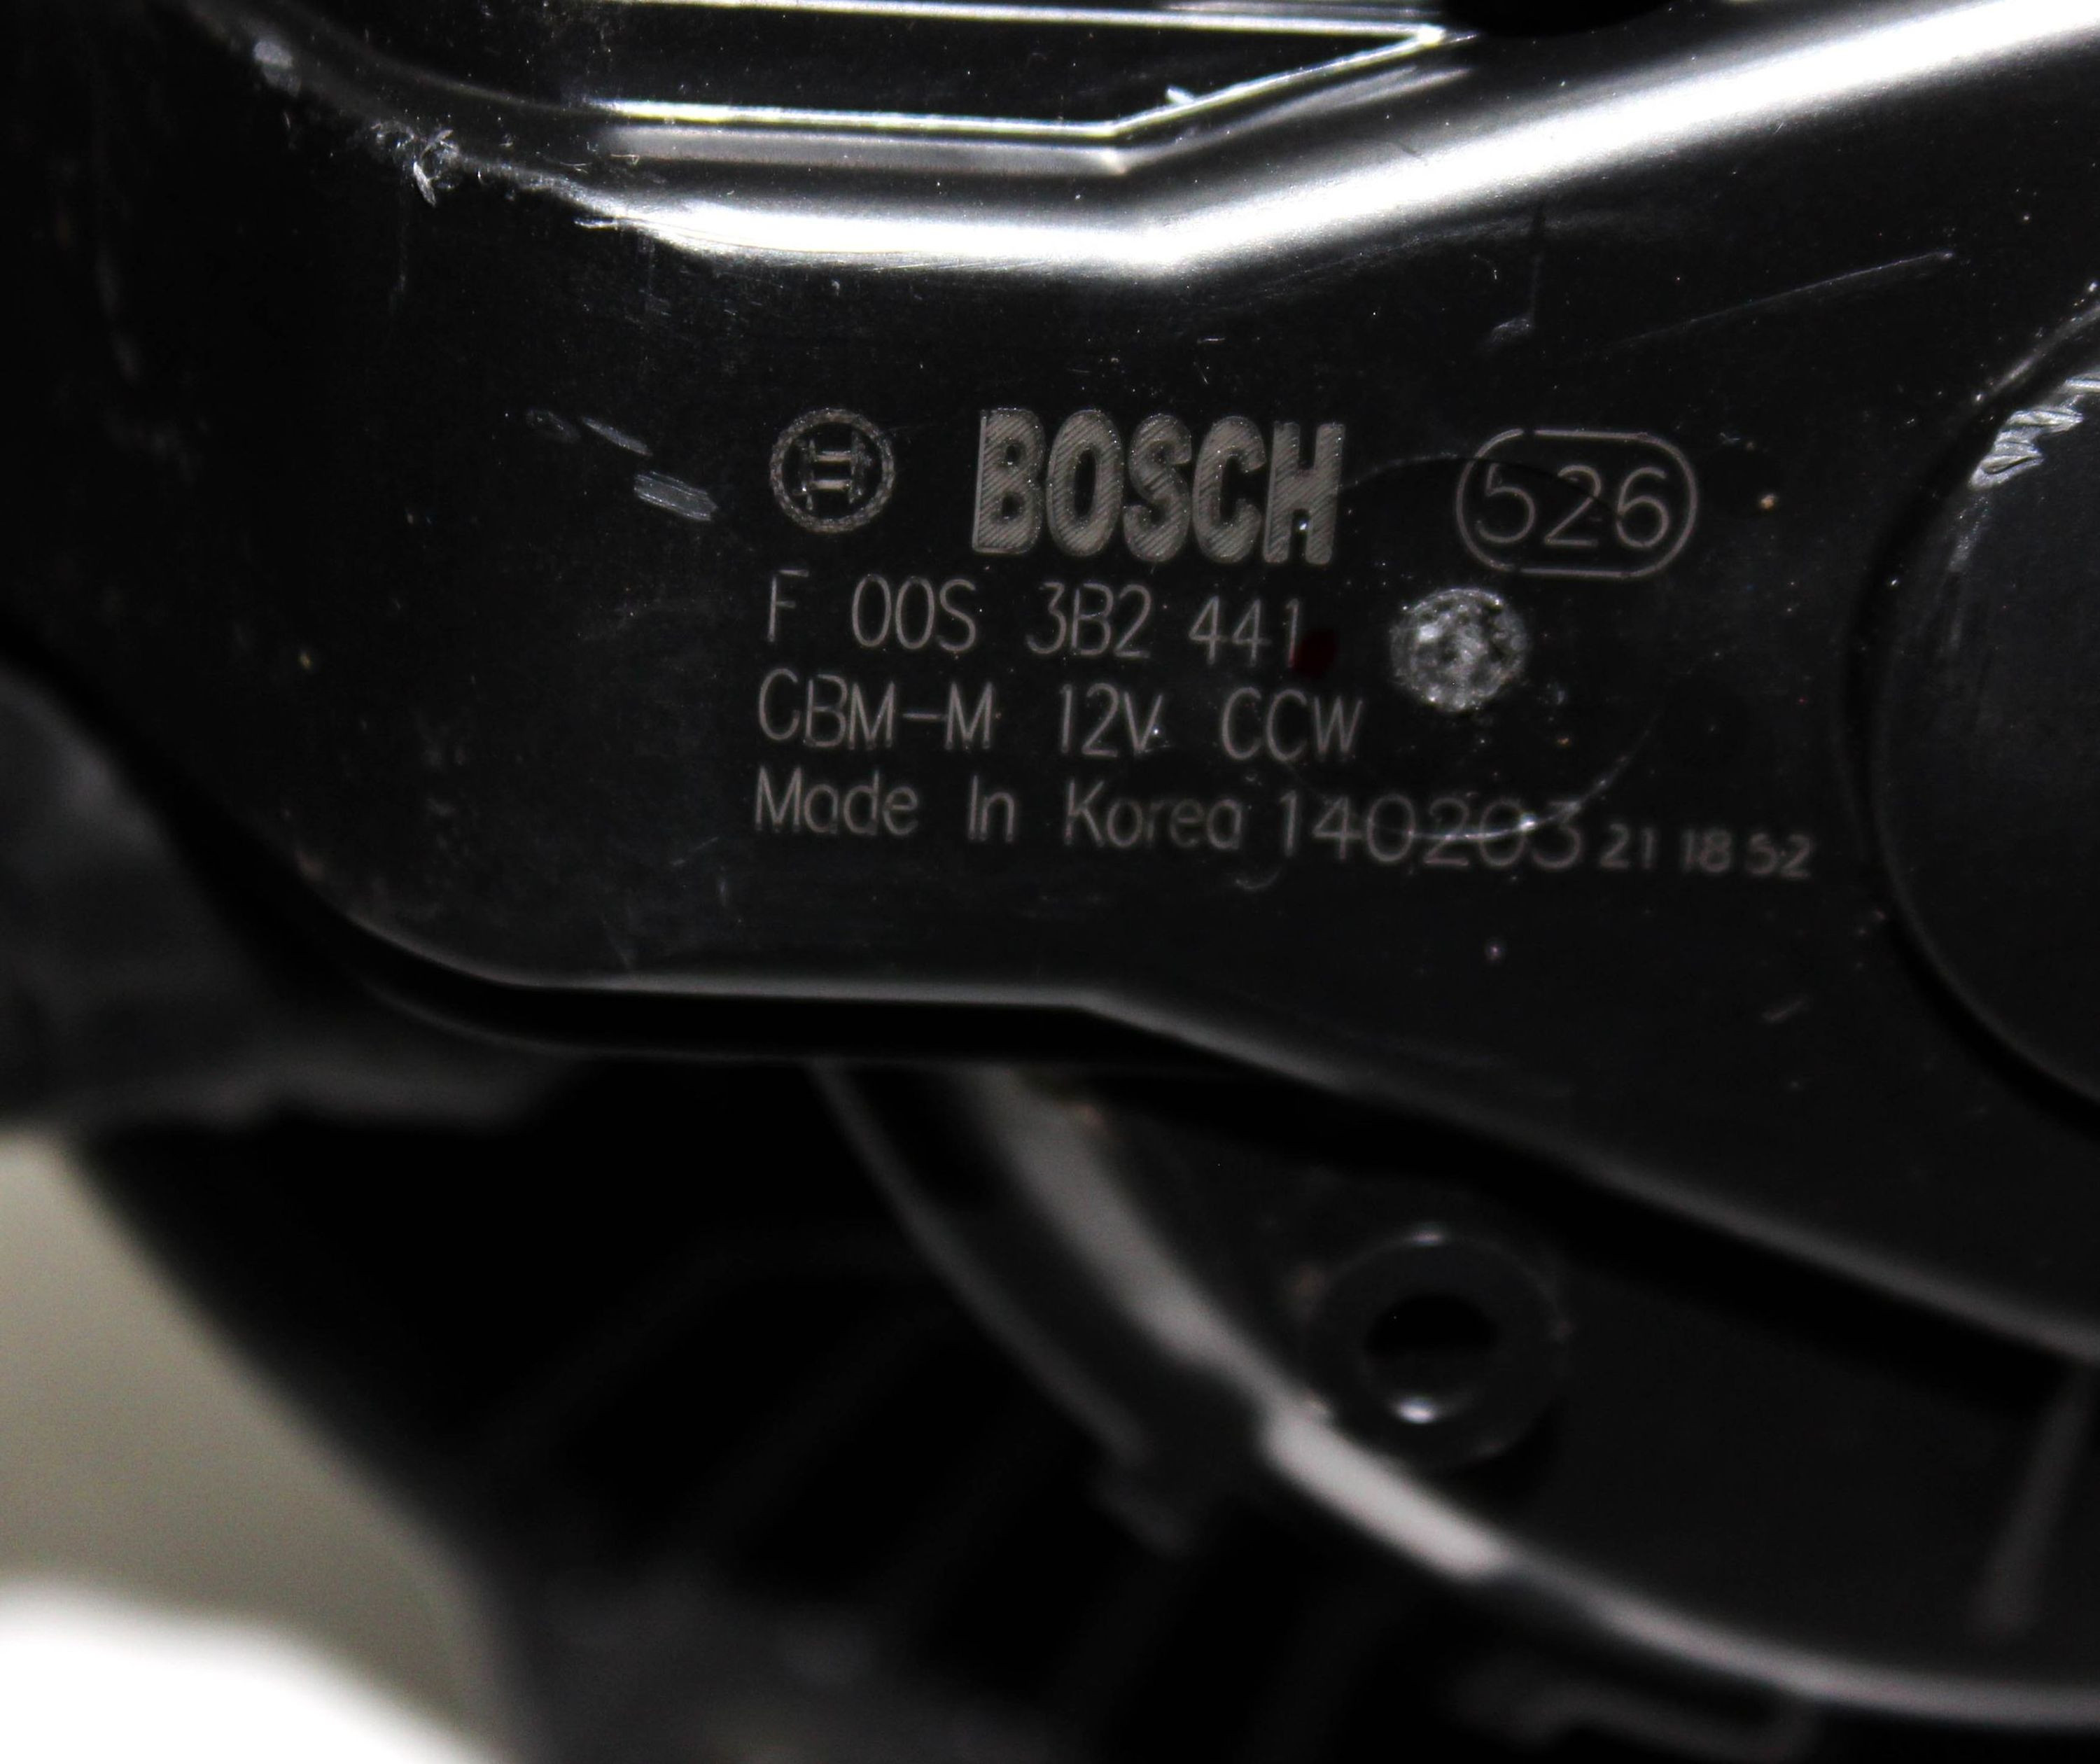 BOSCH 526
F 00S 3B2 441
CBM-M 12V CCW
Made In Korea 140203 21 18 52